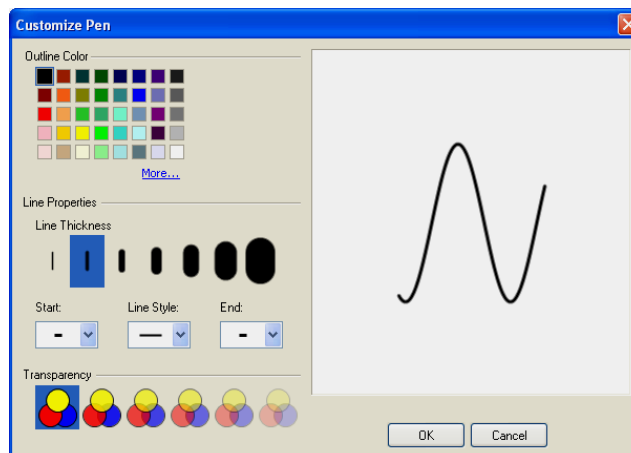 Customize Pen
Outline Color
More...
Line Properties
Line Thickness
Start: Line Style: End:
Transparency
OK Cancel